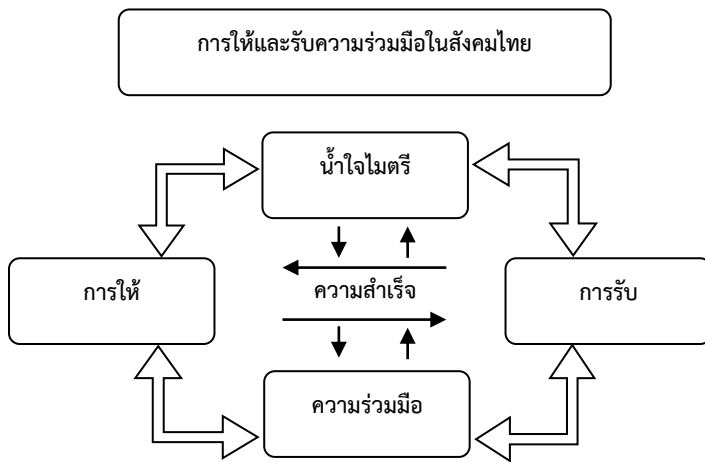 การให้และรับความร่วมมือในสังคมไทย
น้ำใจไมตรี
การให้
ความสำเร็จ
การรับ
ความร่วมมือ